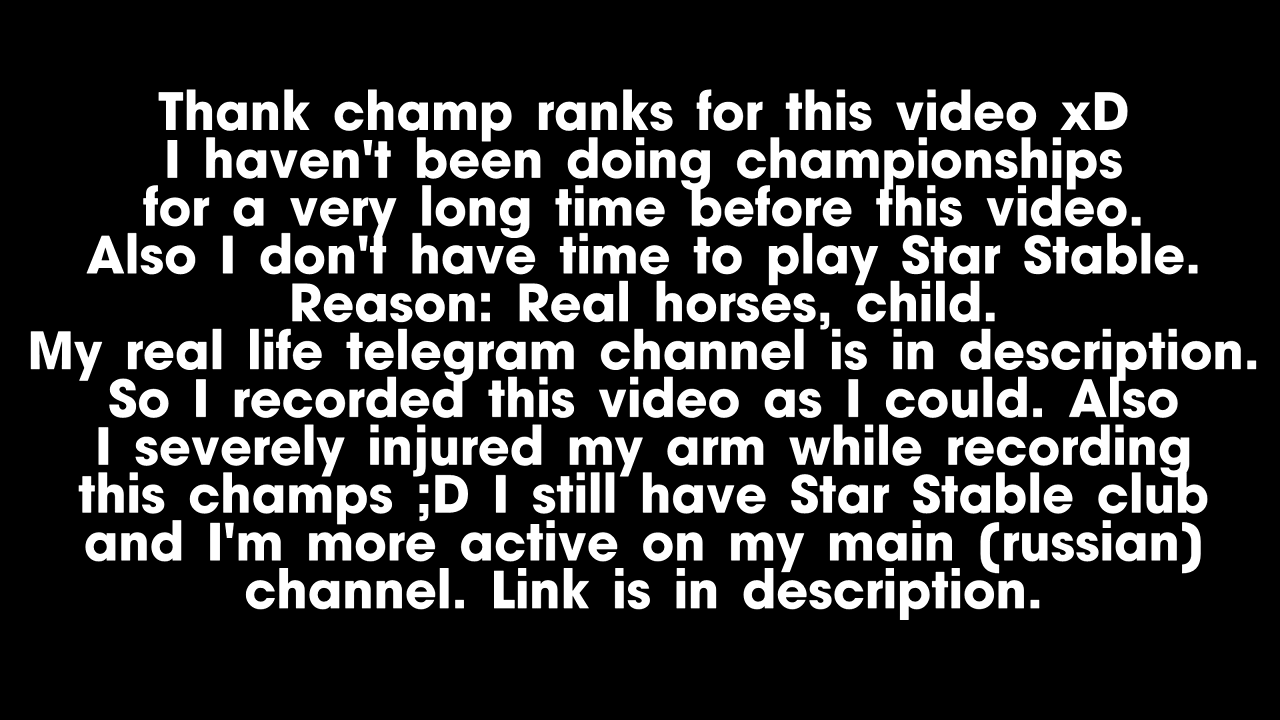 Thank champ ranks for this video xD
I haven't been doing championships
for a very long time before this video.
Also I don't have time to play Star Stable.
Reason: Real horses, child.
My real life telegram channel is in description.
So I recorded this video as I could. Also
I severely injured my arm while recording
this champs ;D I still have Star Stable club
and I'm more active on my main (russian)
channel. Link is in description.